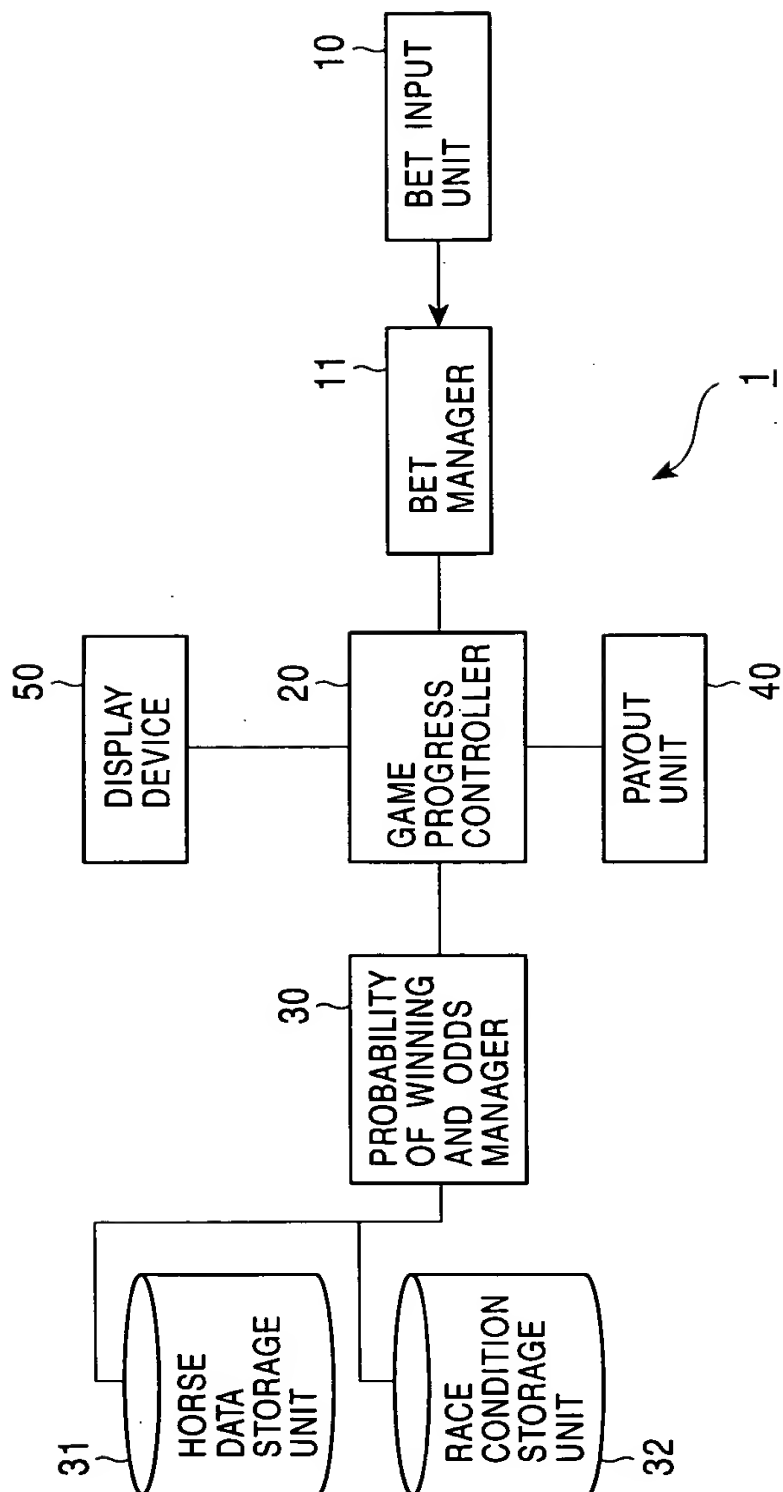 50
DISPLAY
DEVICE
31
HORSE
DATA
STORAGE
UNIT
30
PROBABILITY
OF WINNING
AND ODDS
MANAGER
20
GAME
PROGRESS
CONTROLLER
11
BET
MANAGER
10
BET INPUT
UNIT
RACE
CONDITION
STORAGE
UNIT
32
PAYOUT
UNIT
40
1